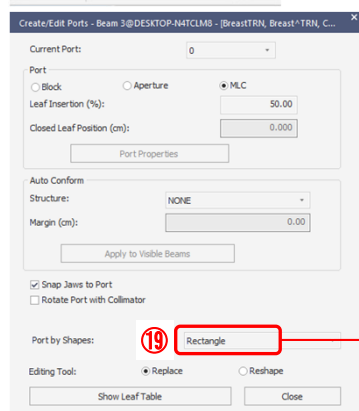 Create/Edit Ports - Beam 3@DESKTOP-N4TCLM8 - [BreastTRN, Breast^TRN, C... ×
Current Port: 0
Port
Block Aperture MLC
Leaf Insertion (%): 50.00
Closed Leaf Position (cm): 0.000
Port Properties
Auto Conform
Structure: NONE
Margin (cm): 0.00
Apply to Visible Beams
Snap Jaws to Port
Rotate Port with Collimator
Port by Shapes: ⑲ Rectangle
Editing Tool: Replace Reshape
Show Leaf Table Close